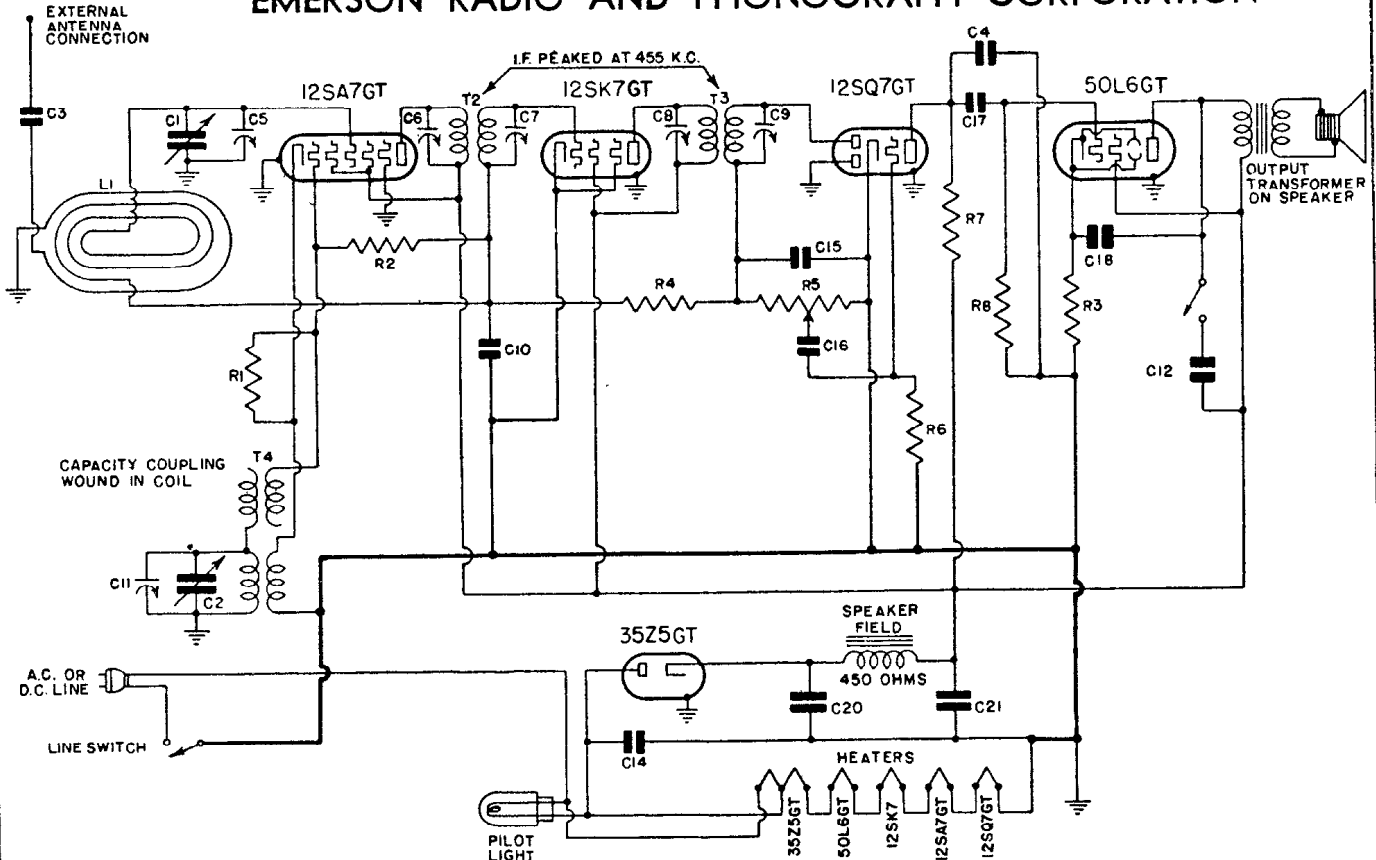 EMERSON RADIO AND PHONOGRAPH CORPORATION
EXTERNAL
ANTENNA
CONNECTION
I.F. PEAKED AT 455 K.C.
C4
12SA7GT
T2
12SK7GT
T3
12SQ7GT
50L6GT
C3
C1
C5
C6
C7
C8
C9
C17
L1
OUTPUT
TRANSFORMER
ON SPEAKER
R2
C15
R7
C18
R4
R5
R8
R3
R1
C10
C16
C12
R6
CAPACITY COUPLING
WOUND IN COIL
T4
C11
C2
SPEAKER
FIELD
450 OHMS
35Z5GT
A.C. OR
D.C. LINE
C20
C21
LINE SWITCH
C14
HEATERS
35Z5GT
50L6GT
12SK7
12SA7GT
12SQ7GT
PILOT
LIGHT